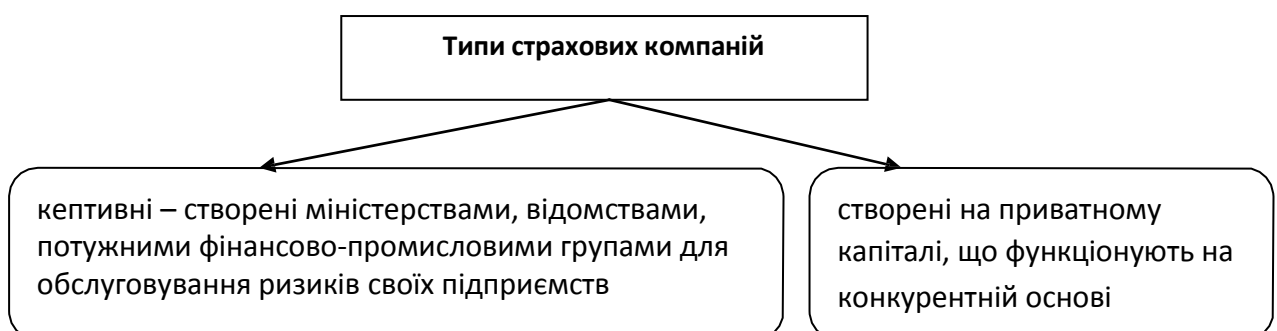 Типи страхових компаній
кептивні – створені міністерствами, відомствами,
потужними фінансово-промисловими групами для
обслуговування ризиків своїх підприємств
створені на приватному
капіталі, що функціонують на
конкурентній основі